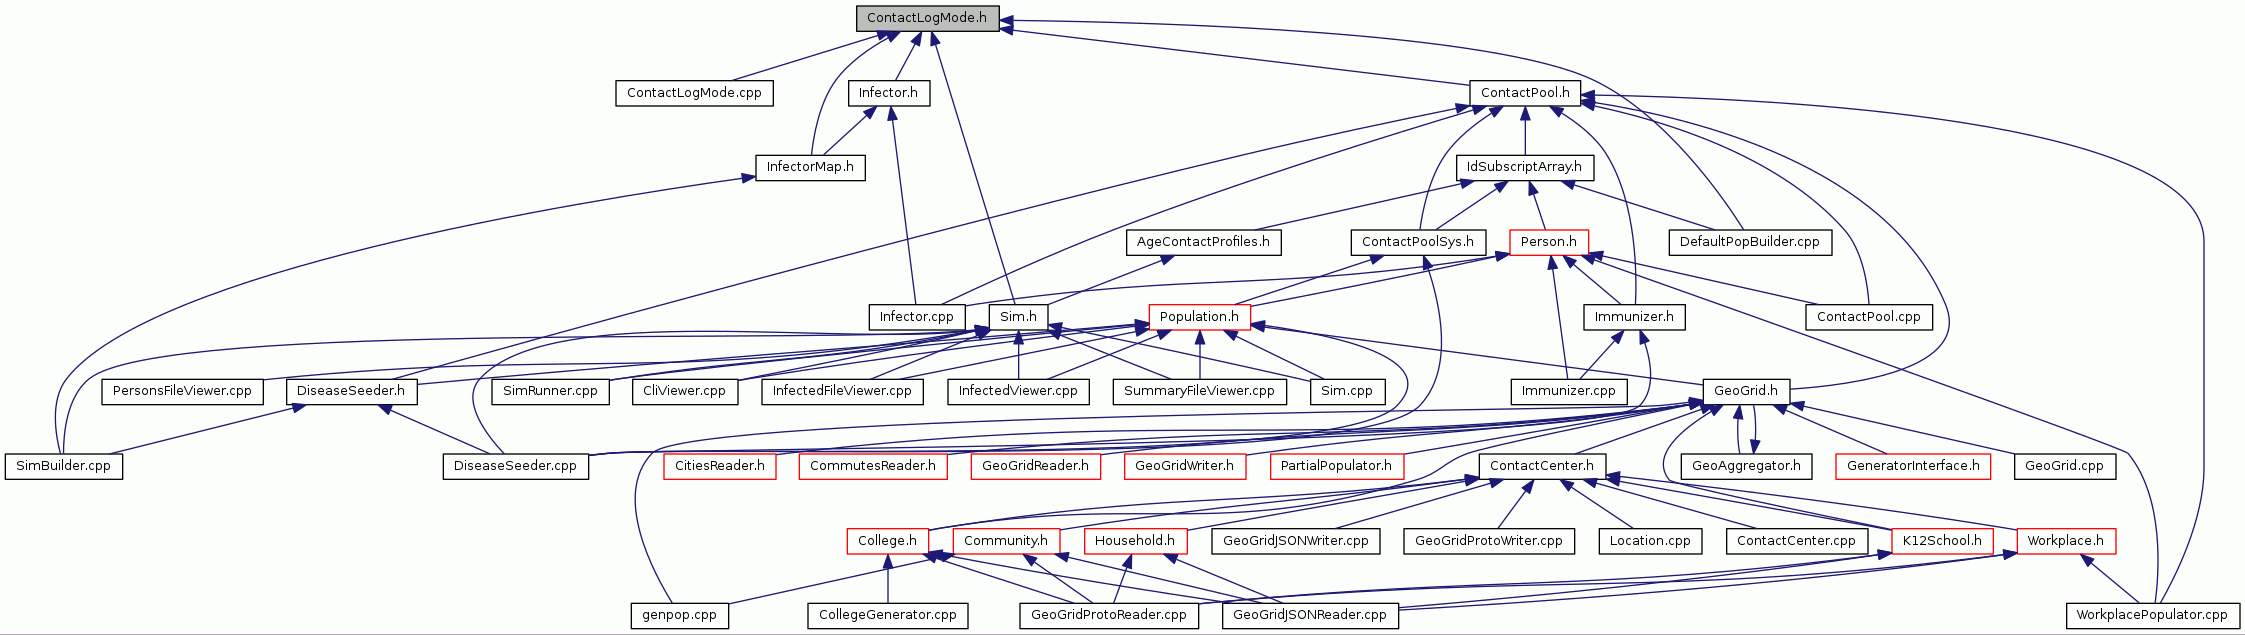 ContactLogMode.h
ContactLogMode.cpp
Infector.h
ContactPool.h
InfectorMap.h
IdSubscriptArray.h
AgeContactProfiles.h
ContactPoolSys.h
Person.h
DefaultPopBuilder.cpp
Infector.cpp
Sim.h
Population.h
Immunizer.h
ContactPool.cpp
PersonsFileViewer.cpp
DiseaseSeeder.h
SimRunner.cpp
CliViewer.cpp
InfectedFileViewer.cpp
InfectedViewer.cpp
SummaryFileViewer.cpp
Sim.cpp
Immunizer.cpp
GeoGrid.h
SimBuilder.cpp
DiseaseSeeder.cpp
CitiesReader.h
CommutesReader.h
GeoGridReader.h
GeoGridWriter.h
PartialPopulator.h
ContactCenter.h
GeoAggregator.h
GeneratorInterface.h
GeoGrid.cpp
College.h
Community.h
Household.h
GeoGridJSONWriter.cpp
GeoGridProtoWriter.cpp
Location.cpp
ContactCenter.cpp
K12School.h
Workplace.h
genpop.cpp
CollegeGenerator.cpp
GeoGridProtoReader.cpp
GeoGridJSONReader.cpp
WorkplacePopulator.cpp